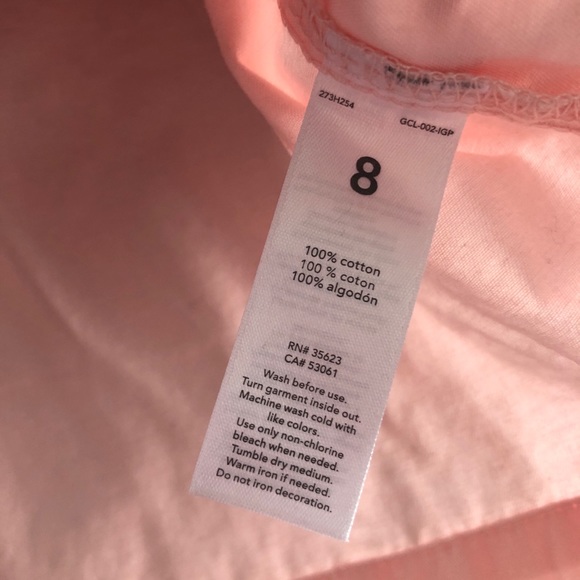 273H254
GCL-002-IGP
8
100% cotton
100 % coton
100% algodón
RN# 35623
CA# 53061
Wash before use.
Turn garment inside out.
Machine wash cold with
like colors.
Use only non-chlorine
bleach when needed.
Tumble dry medium.
Warm iron if needed.
Do not iron decoration.